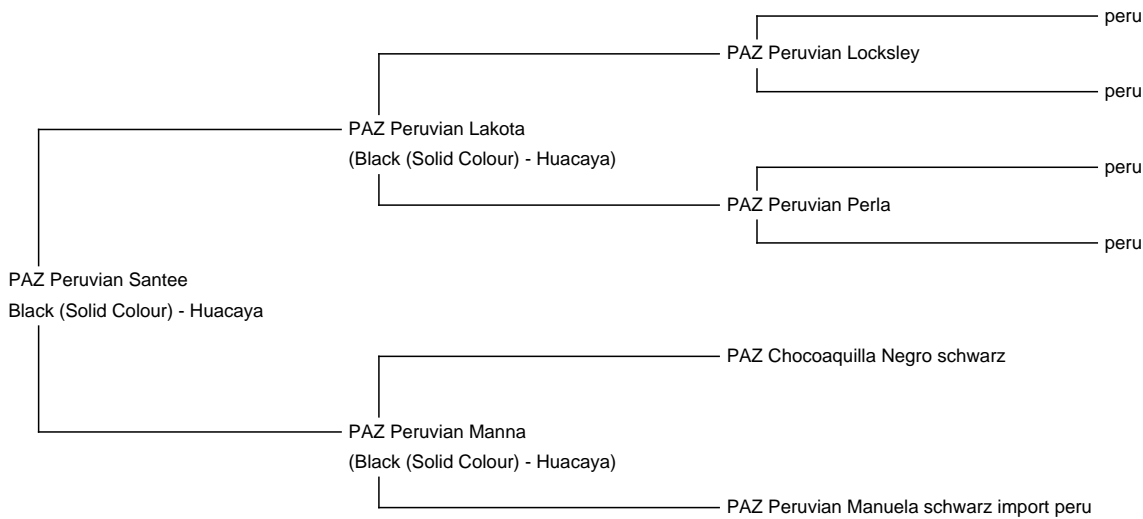 peru
PAZ Peruvian Locksley
peru
PAZ Peruvian Lakota
(Black (Solid Colour) - Huacaya)
peru
PAZ Peruvian Perla
peru
PAZ Peruvian Santee
Black (Solid Colour) - Huacaya
PAZ Chocoaquilla Negro schwarz
PAZ Peruvian Manna
(Black (Solid Colour) - Huacaya)
PAZ Peruvian Manuela schwarz import peru